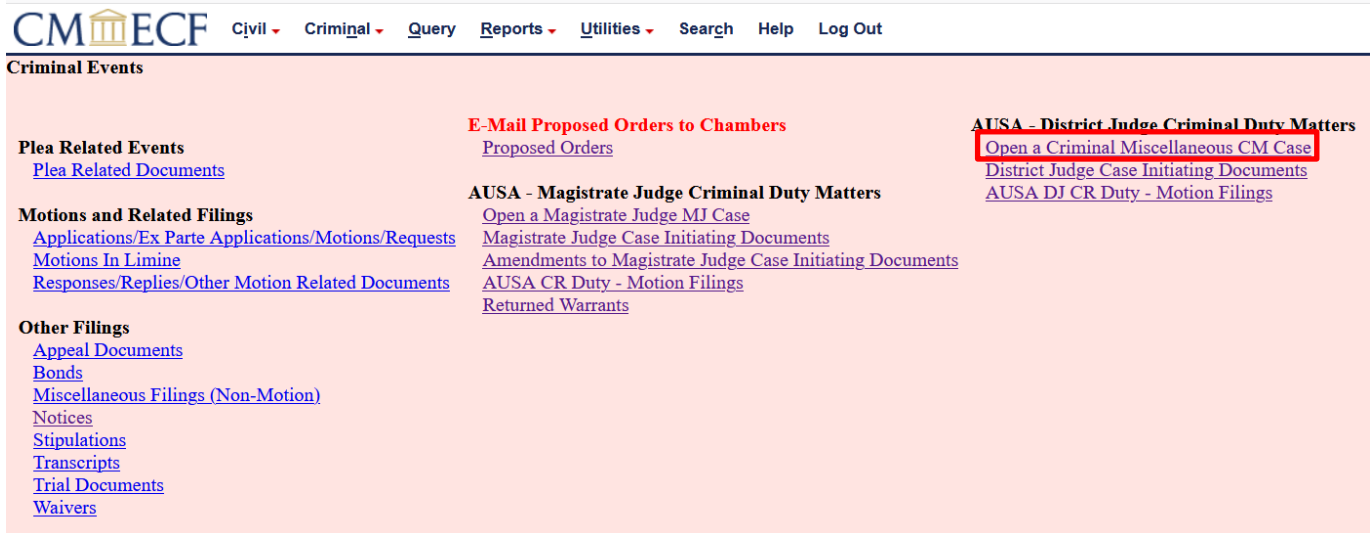 CM ECF Civil Criminal Query Reports Utilities Search Help Log Out
Criminal Events
Plea Related Events
Plea Related Documents
Motions and Related Filings
Applications/Ex Parte Applications/Motions/Requests
Motions In Limine
Responses/Replies/Other Motion Related Documents
Other Filings
Appeal Documents
Bonds
Miscellaneous Filings (Non-Motion)
Notices
Stipulations
Transcripts
Trial Documents
Waivers
E-Mail Proposed Orders to Chambers
Proposed Orders
AUSA - Magistrate Judge Criminal Duty Matters
Open a Magistrate Judge MJ Case
Magistrate Judge Case Initiating Documents
Amendments to Magistrate Judge Case Initiating Documents
AUSA CR Duty - Motion Filings
Returned Warrants
AUSA - District Judge Criminal Duty Matters
Open a Criminal Miscellaneous CM Case
District Judge Case Initiating Documents
AUSA DJ CR Duty - Motion Filings